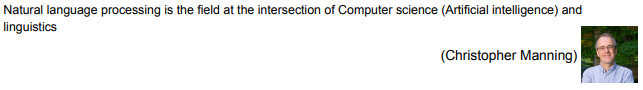 Natural language processing is the field at the intersection of Computer science (Artificial intelligence) and
linguistics
(Christopher Manning)